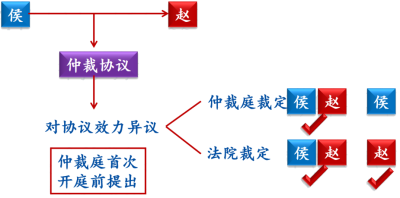 侯 赵
仲裁协议
对协议效力异议
仲裁庭首次
开庭前提出
仲裁庭裁定 侯 赵 侯
法院裁定 侯 赵 赵